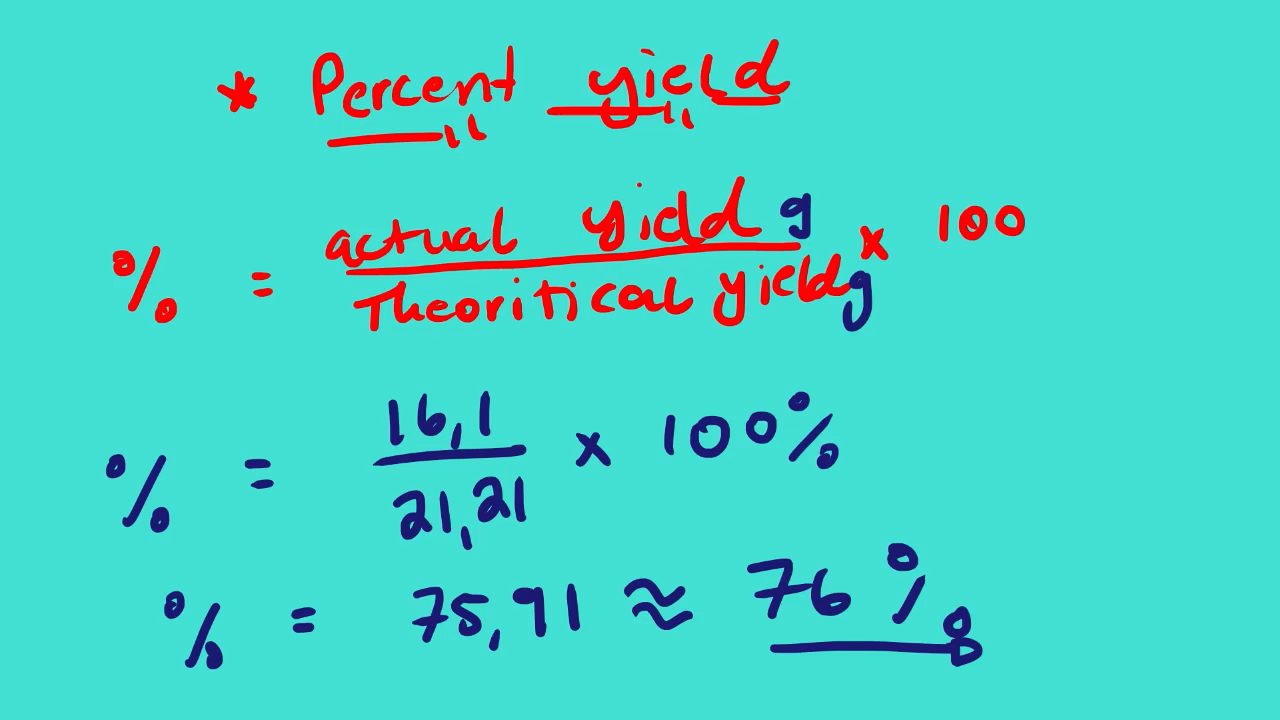 * Percent yield
% = actual yield g / Theoritical yield g x 100
% = 16,1 / 21,21 x 100%
% = 75,91 ≈ 76%